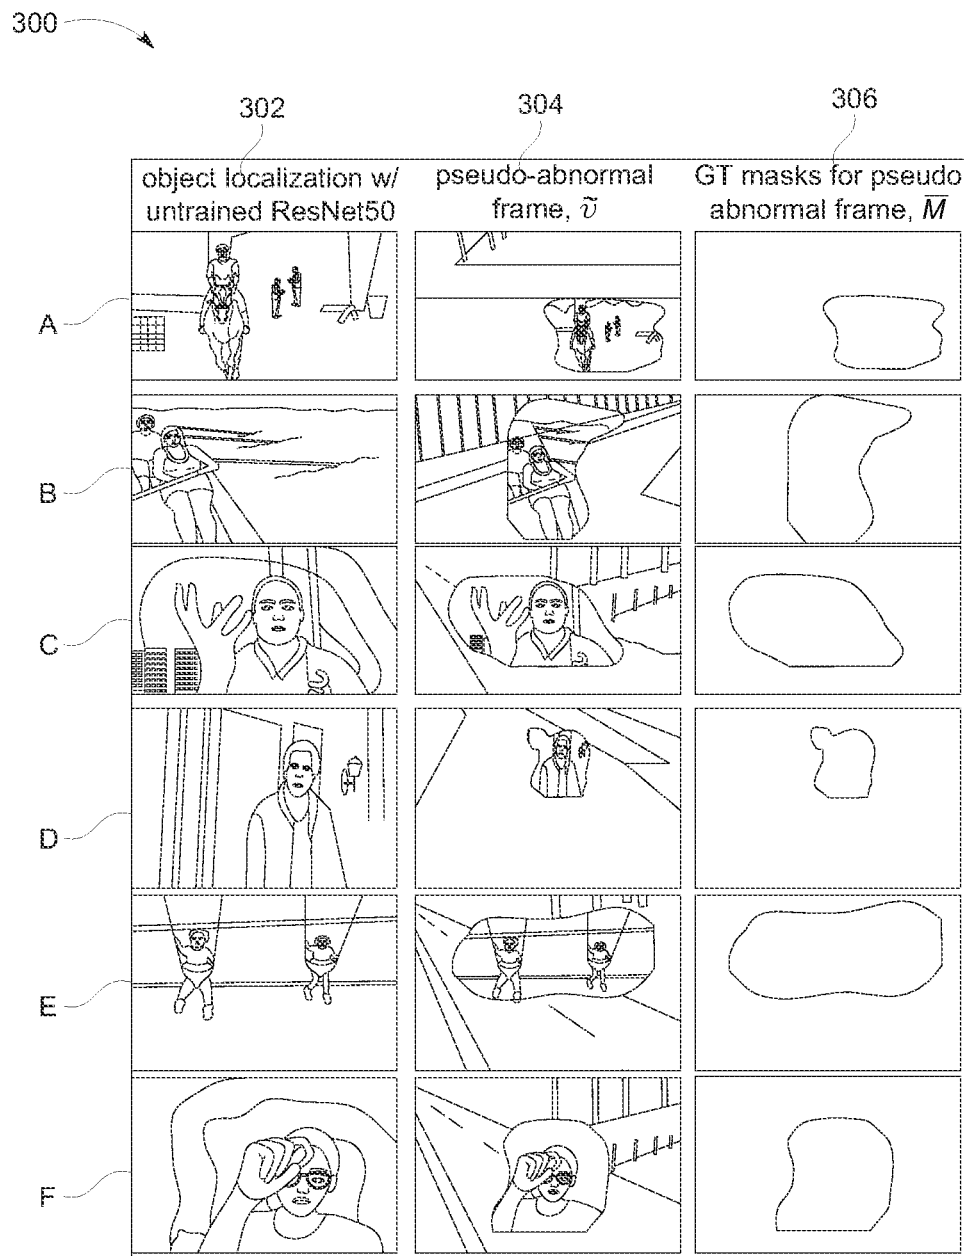 300
302
304
306
object localization w/
untrained ResNet50
pseudo-abnormal
frame, ṽ
GT masks for pseudo
abnormal frame, M̅
A
B
C
D
E
F